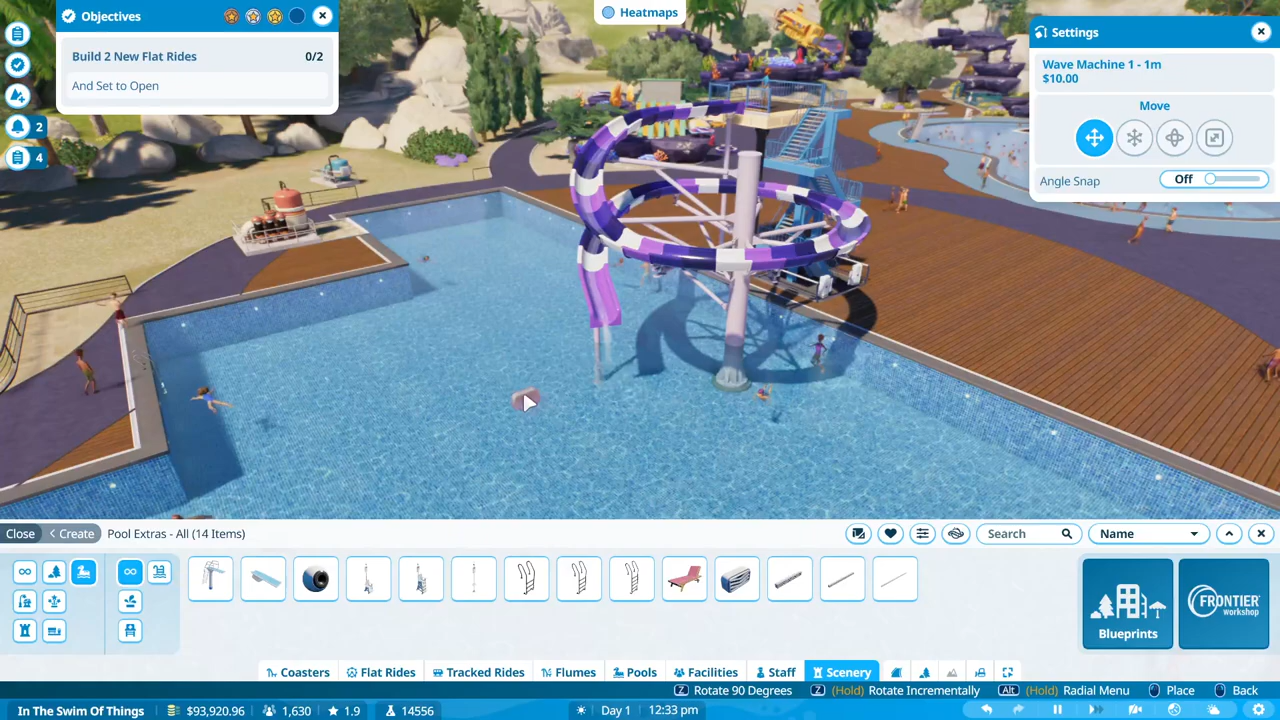 Objectives
Build 2 New Flat Rides 0/2
And Set to Open
2
4
Heatmaps
Settings
Wave Machine 1 - 1m
$10.00
Move
Angle Snap Off
Close Create Pool Extras - All (14 Items)
Search
Name
Blueprints
FRONTIER
workshop
Coasters Flat Rides Tracked Rides Flumes Pools Facilities Staff Scenery
Z Rotate 90 Degrees Z (Hold) Rotate Incrementally Alt (Hold) Radial Menu Place Back
In The Swim Of Things $93,920.96 1,630 1.9 14556 Day 1 12:33 pm